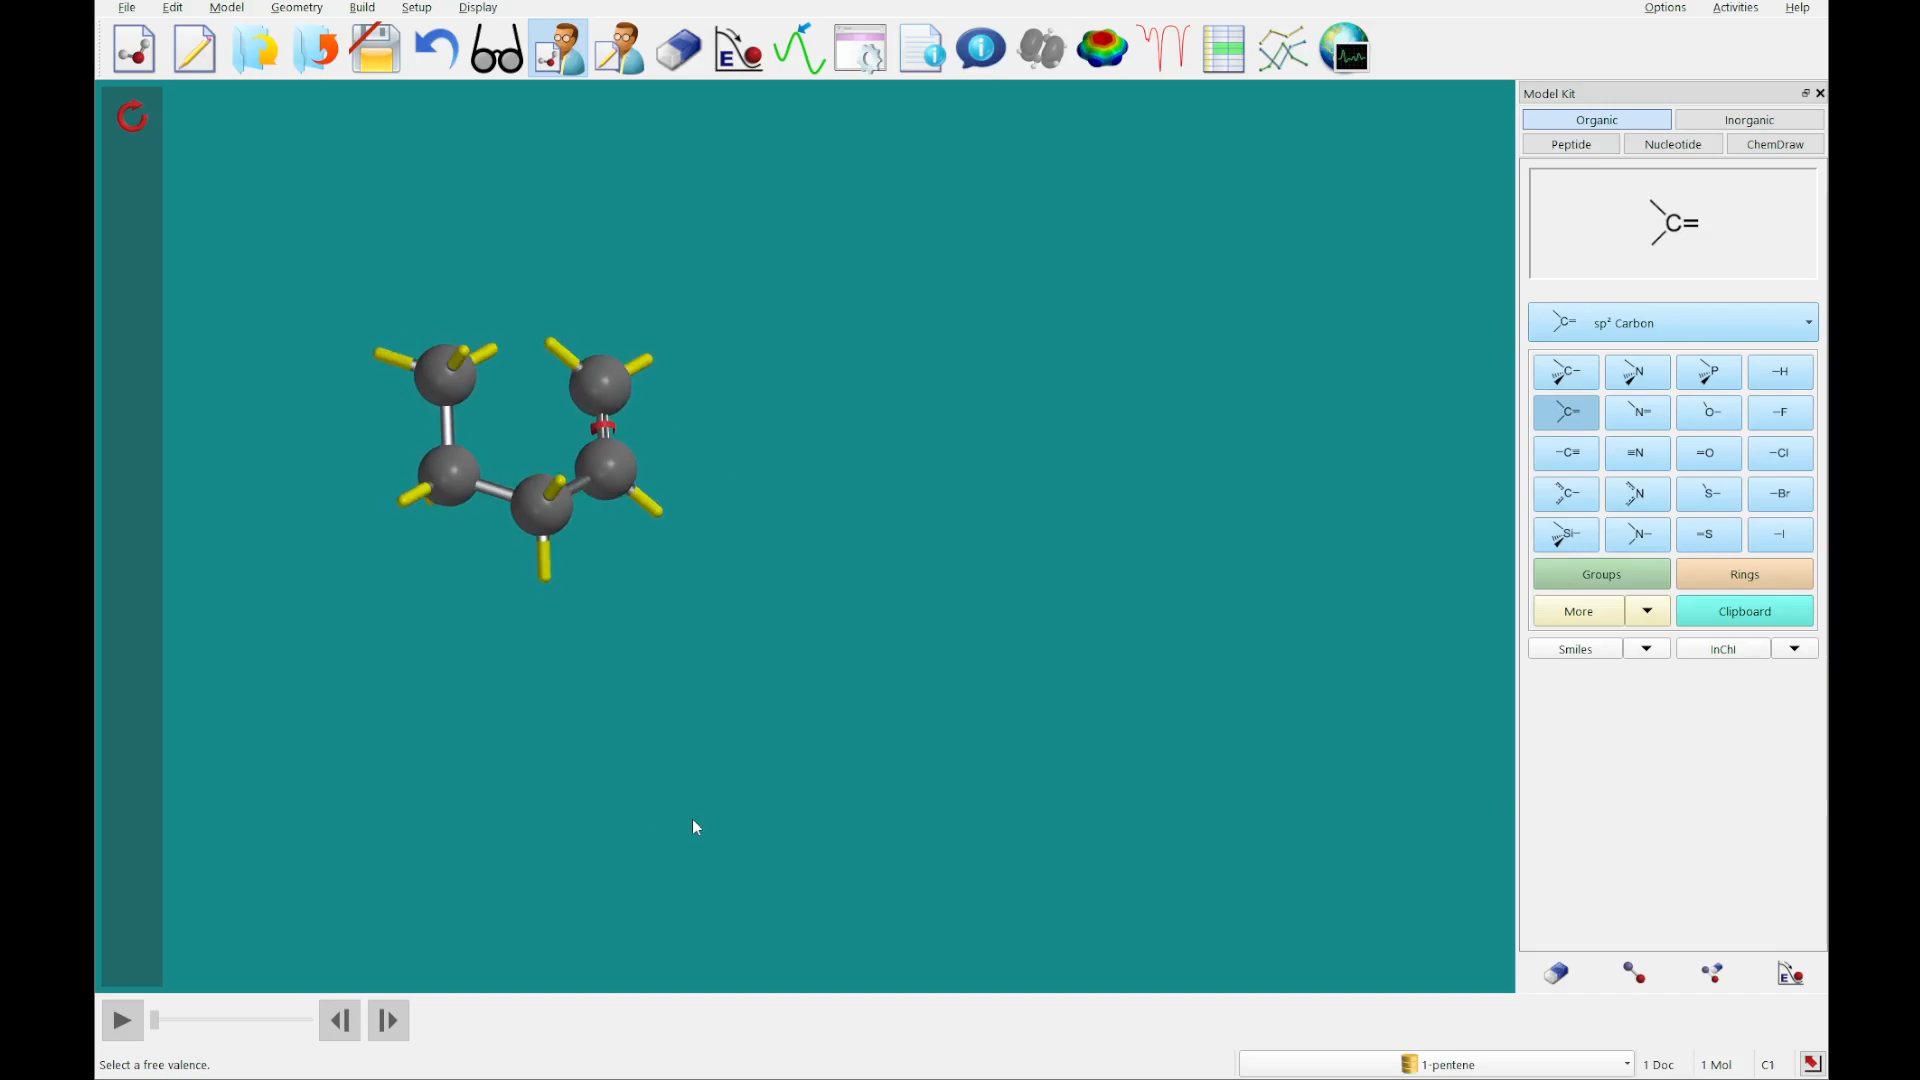 File Edit Model Geometry Build Setup Display Options Activities Help
E
Model Kit
Organic Inorganic
Peptide Nucleotide ChemDraw
C=
C= sp² Carbon
C– N P –H
C= N= O– –F
–C≡ ≡N =O –Cl
C– N S– –Br
Si– N– =S –I
Groups Rings
More Clipboard
Smiles InChI
E
Select a free valence.
1-pentene 1 Doc 1 Mol C1